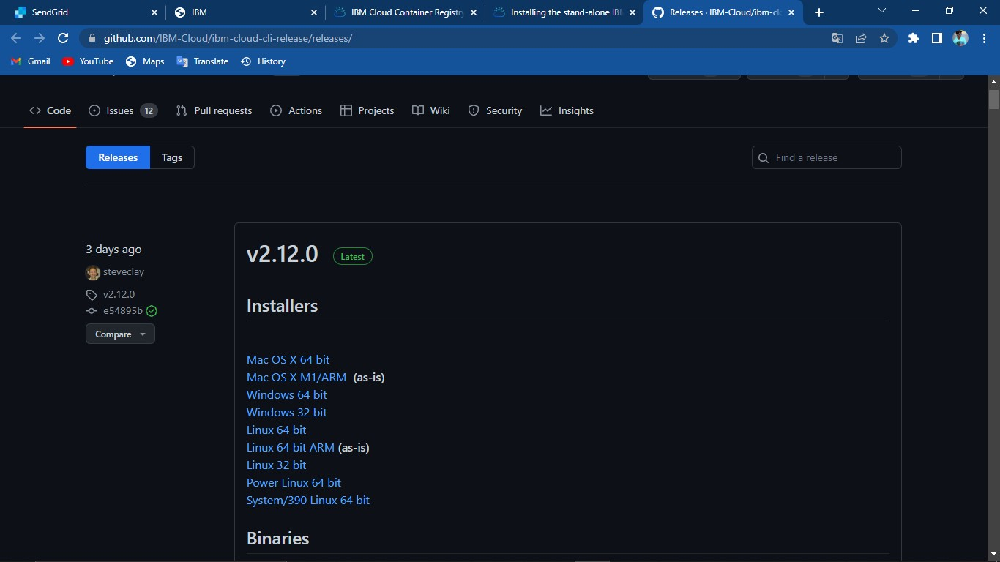 SendGrid
IBM
IBM Cloud Container Registry
Installing the stand-alone IBM
Releases · IBM-Cloud/ibm-clo
github.com/IBM-Cloud/ibm-cloud-cli-release/releases/
Gmail
YouTube
Maps
Translate
History
Code
Issues 12
Pull requests
Actions
Projects
Wiki
Security
Insights
Releases
Tags
Find a release
3 days ago
steveclay
v2.12.0
e54895b
Compare
v2.12.0 Latest
Installers
Mac OS X 64 bit
Mac OS X M1/ARM (as-is)
Windows 64 bit
Windows 32 bit
Linux 64 bit
Linux 64 bit ARM (as-is)
Linux 32 bit
Power Linux 64 bit
System/390 Linux 64 bit
Binaries